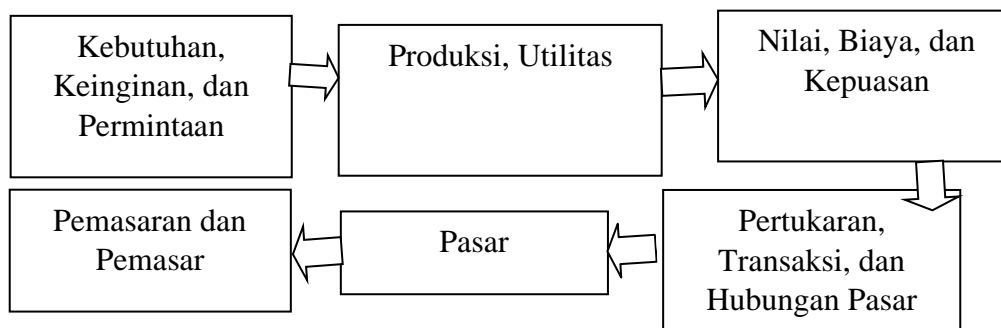 Kebutuhan,
Keinginan, dan
Permintaan
Produksi, Utilitas
Nilai, Biaya, dan
Kepuasan
Pertukaran,
Transaksi, dan
Hubungan Pasar
Pasar
Pemasaran dan
Pemasar